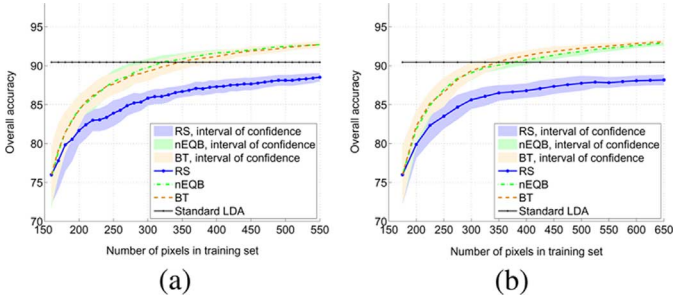 95
90
85
80
75
70
Overall accuracy
RS, interval of confidence
nEQB, interval of confidence
BT, interval of confidence
RS
nEQB
BT
Standard LDA
150 200 250 300 350 400 450 500 550
Number of pixels in training set
(a)
95
90
85
80
75
70
Overall accuracy
RS, interval of confidence
nEQB, interval of confidence
BT, interval of confidence
RS
nEQB
BT
Standard LDA
150 200 250 300 350 400 450 500 550 600 650
Number of pixels in training set
(b)